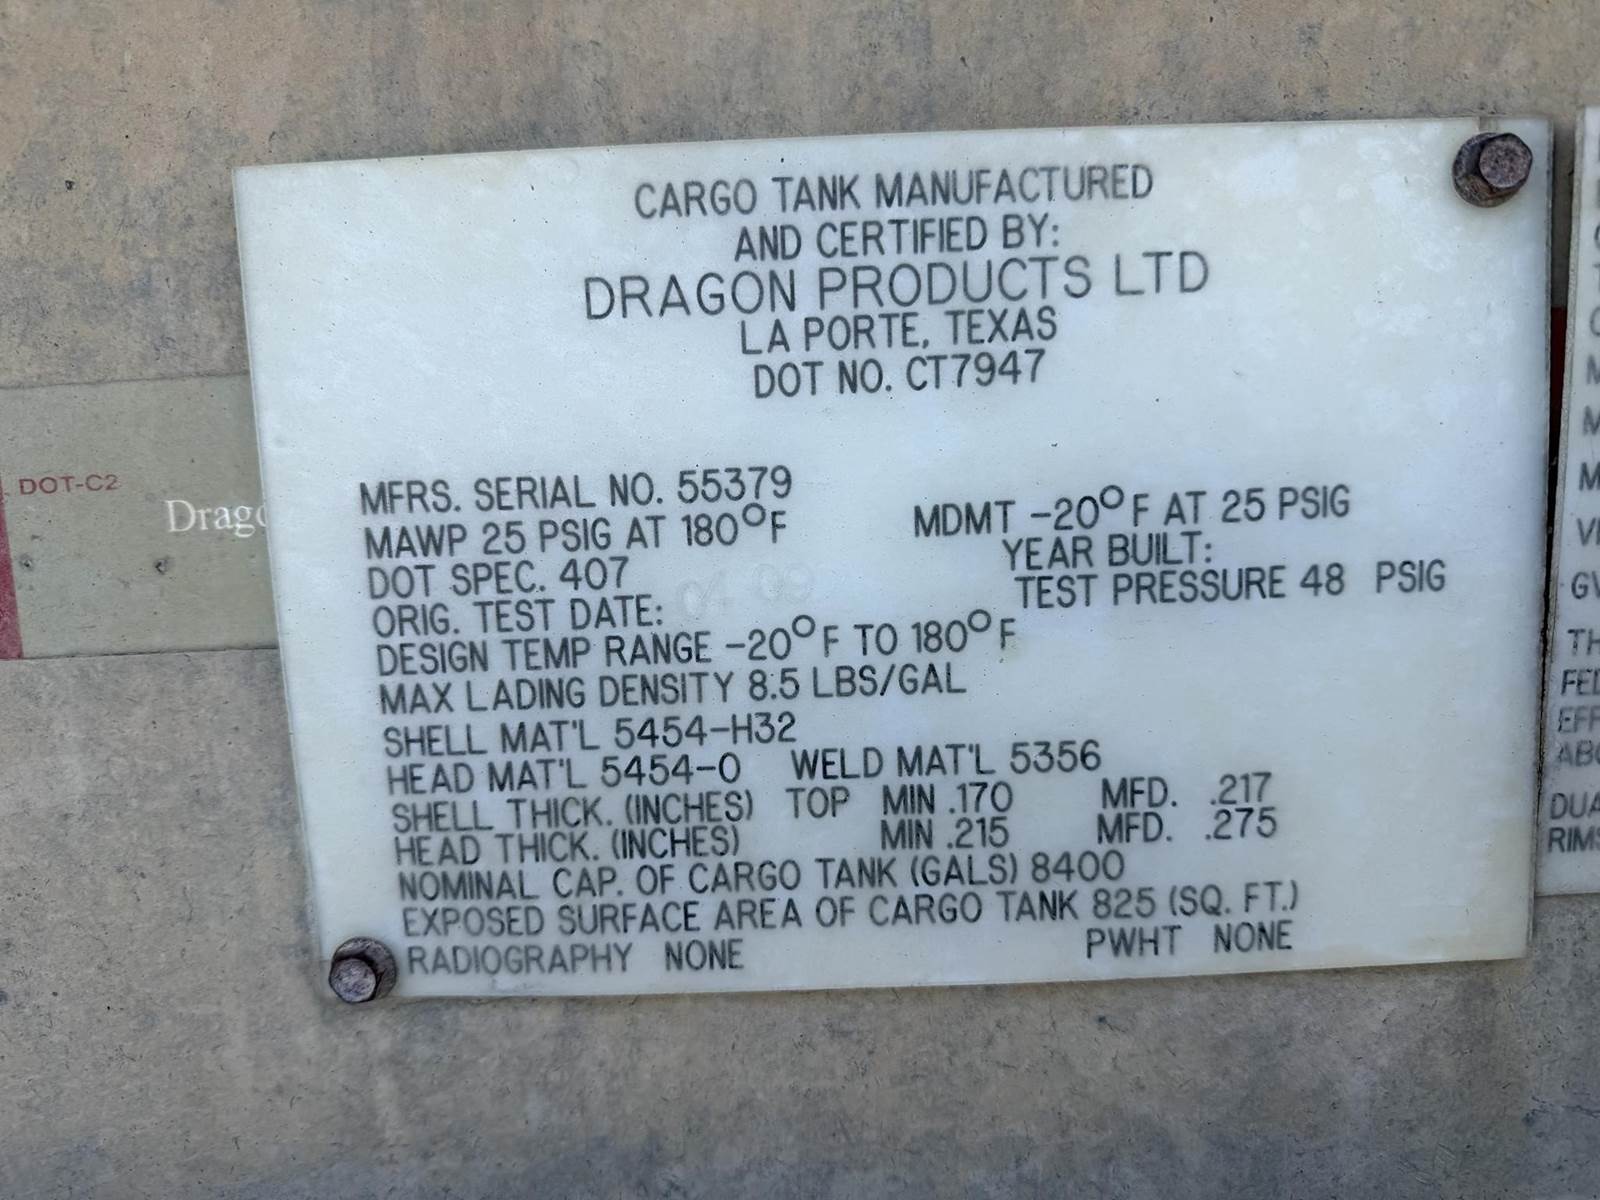 CARGO TANK MANUFACTURED
AND CERTIFIED BY:
DRAGON PRODUCTS LTD
LA PORTE, TEXAS
DOT NO. CT7947
DOT-C2
MFRS. SERIAL NO. 55379
MAWP 25 PSIG AT 180°F MDMT -20°F AT 25 PSIG
DOT SPEC. 407 YEAR BUILT:
ORIG. TEST DATE: 04 09 TEST PRESSURE 48 PSIG
DESIGN TEMP RANGE -20°F TO 180°F
MAX LADING DENSITY 8.5 LBS/GAL
SHELL MAT'L 5454-H32
HEAD MAT'L 5454-O WELD MAT'L 5356
SHELL THICK. (INCHES) TOP MIN .170 MFD. .217
HEAD THICK. (INCHES) MIN .215 MFD. .275
NOMINAL CAP. OF CARGO TANK (GALS) 8400
EXPOSED SURFACE AREA OF CARGO TANK 825 (SQ. FT.)
RADIOGRAPHY NONE PWHT NONE